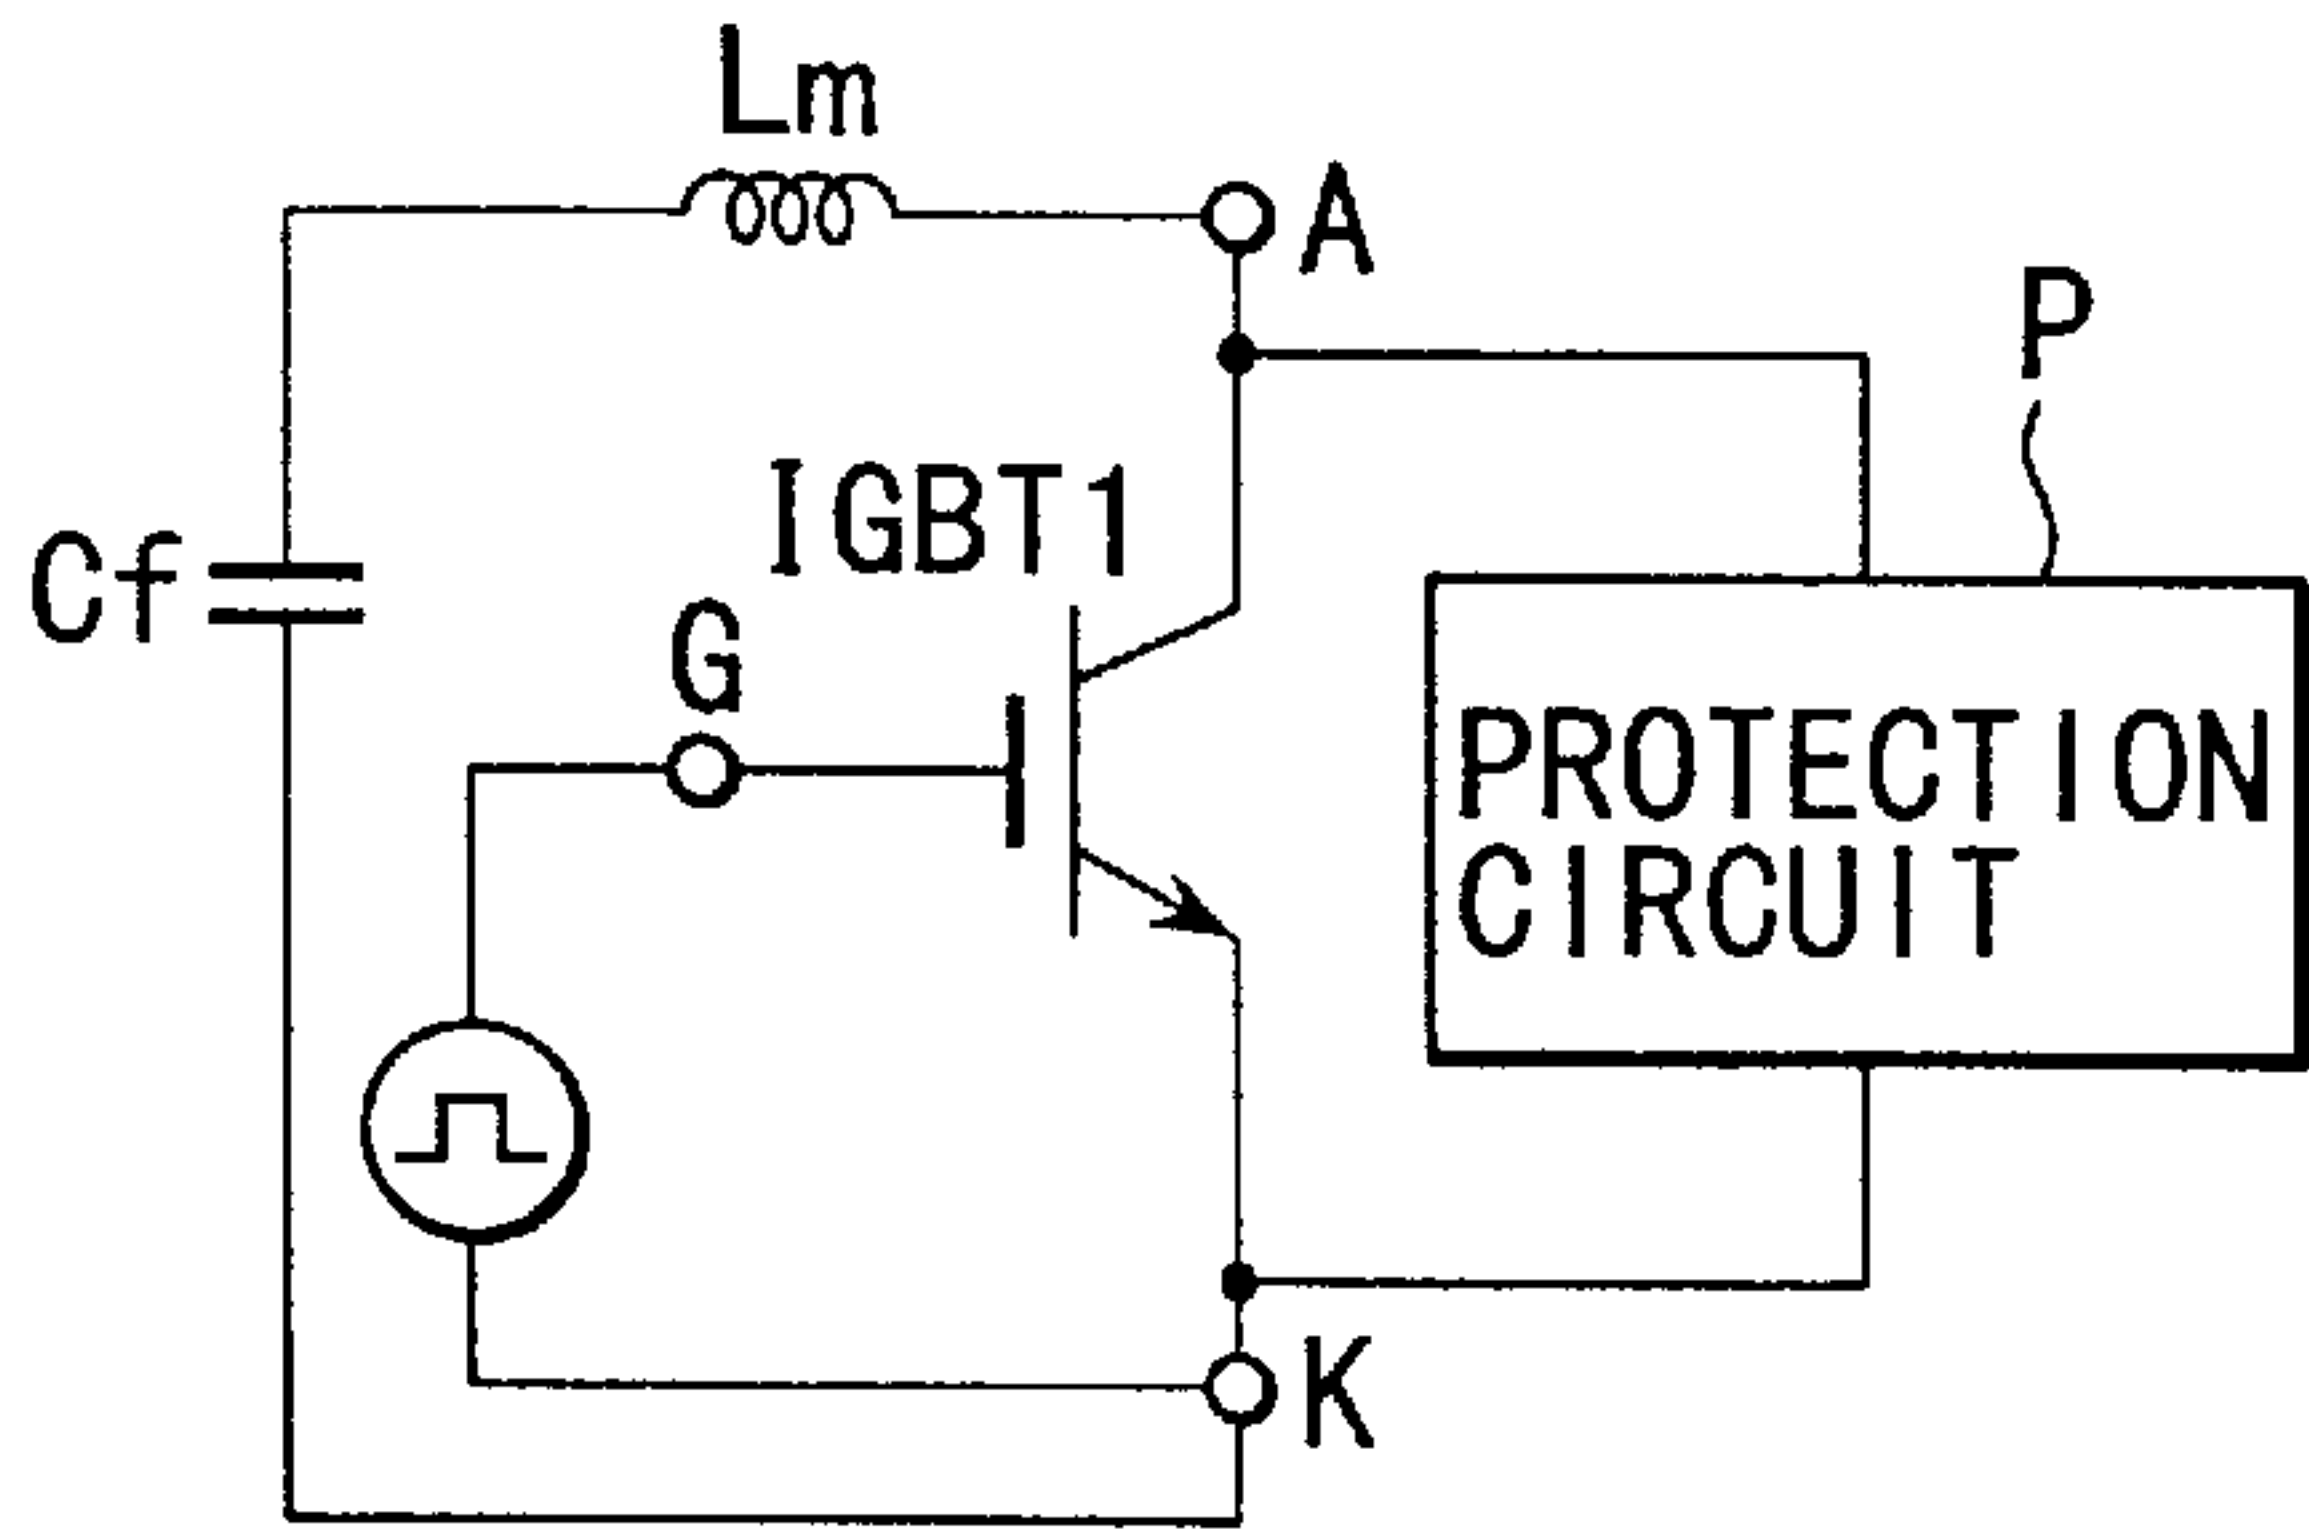 Lm
A
P
IGBT1
Cf
G
PROTECTION
CIRCUIT
K